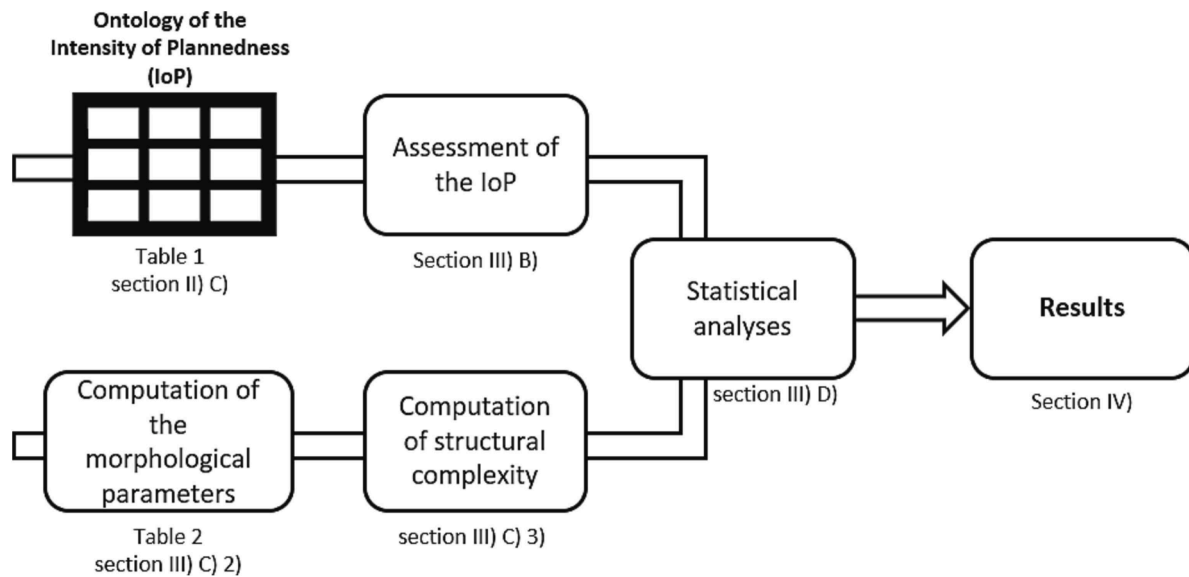 Ontology of the
Intensity of Plannedness
(IoP)
Table 1
section II) C)
Assessment of
the IoP
Section III) B)
Computation of
the
morphological
parameters
Table 2
section III) C) 2)
Computation
of structural
complexity
section III) C) 3)
Statistical
analyses
section III) D)
Results
Section IV)